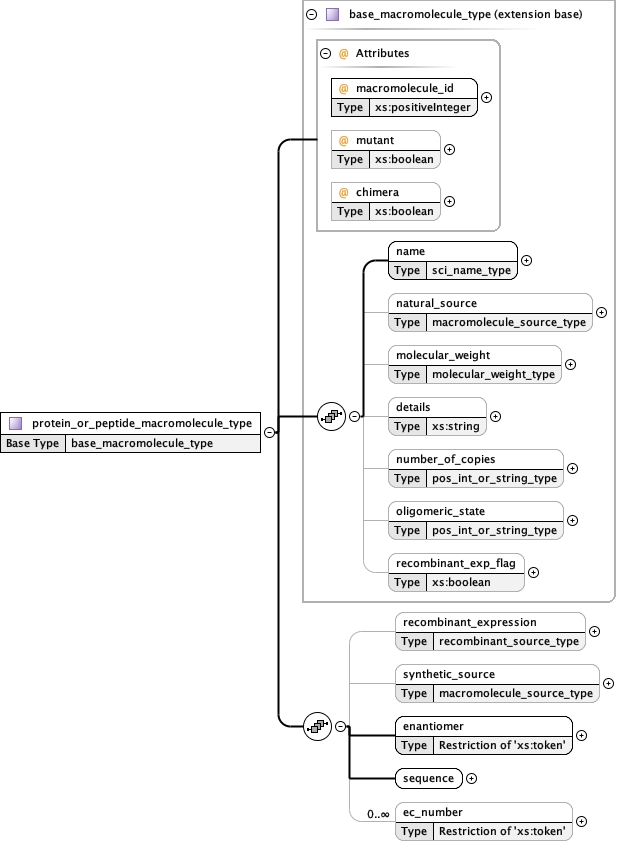 base_macromolecule_type (extension base)
@ Attributes
@ macromolecule_id
Type xs:positiveInteger
@ mutant
Type xs:boolean
@ chimera
Type xs:boolean
name
Type sci_name_type
natural_source
Type macromolecule_source_type
molecular_weight
Type molecular_weight_type
details
Type xs:string
protein_or_peptide_macromolecule_type
Base Type base_macromolecule_type
number_of_copies
Type pos_int_or_string_type
oligomeric_state
Type pos_int_or_string_type
recombinant_exp_flag
Type xs:boolean
recombinant_expression
Type recombinant_source_type
synthetic_source
Type macromolecule_source_type
enantiomer
Type Restriction of 'xs:token'
sequence
0..∞ ec_number
Type Restriction of 'xs:token'